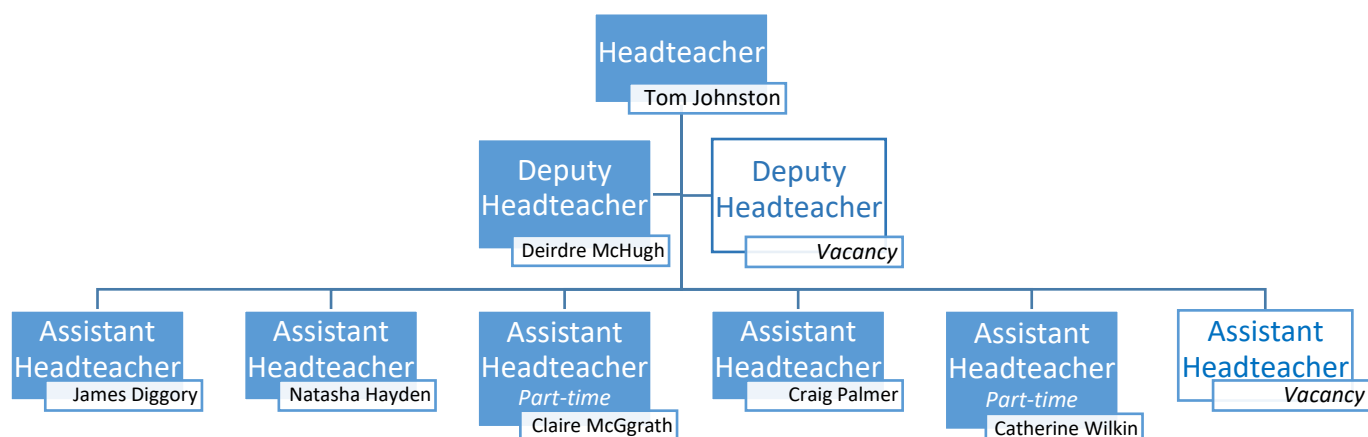 Headteacher
Tom Johnston
Deputy
Headteacher
Deirdre McHugh
Deputy
Headteacher
Vacancy
Assistant
Headteacher
James Diggory
Assistant
Headteacher
Natasha Hayden
Assistant
Headteacher
Part-time
Claire McGgrath
Assistant
Headteacher
Craig Palmer
Assistant
Headteacher
Part-time
Catherine Wilkin
Assistant
Headteacher
Vacancy